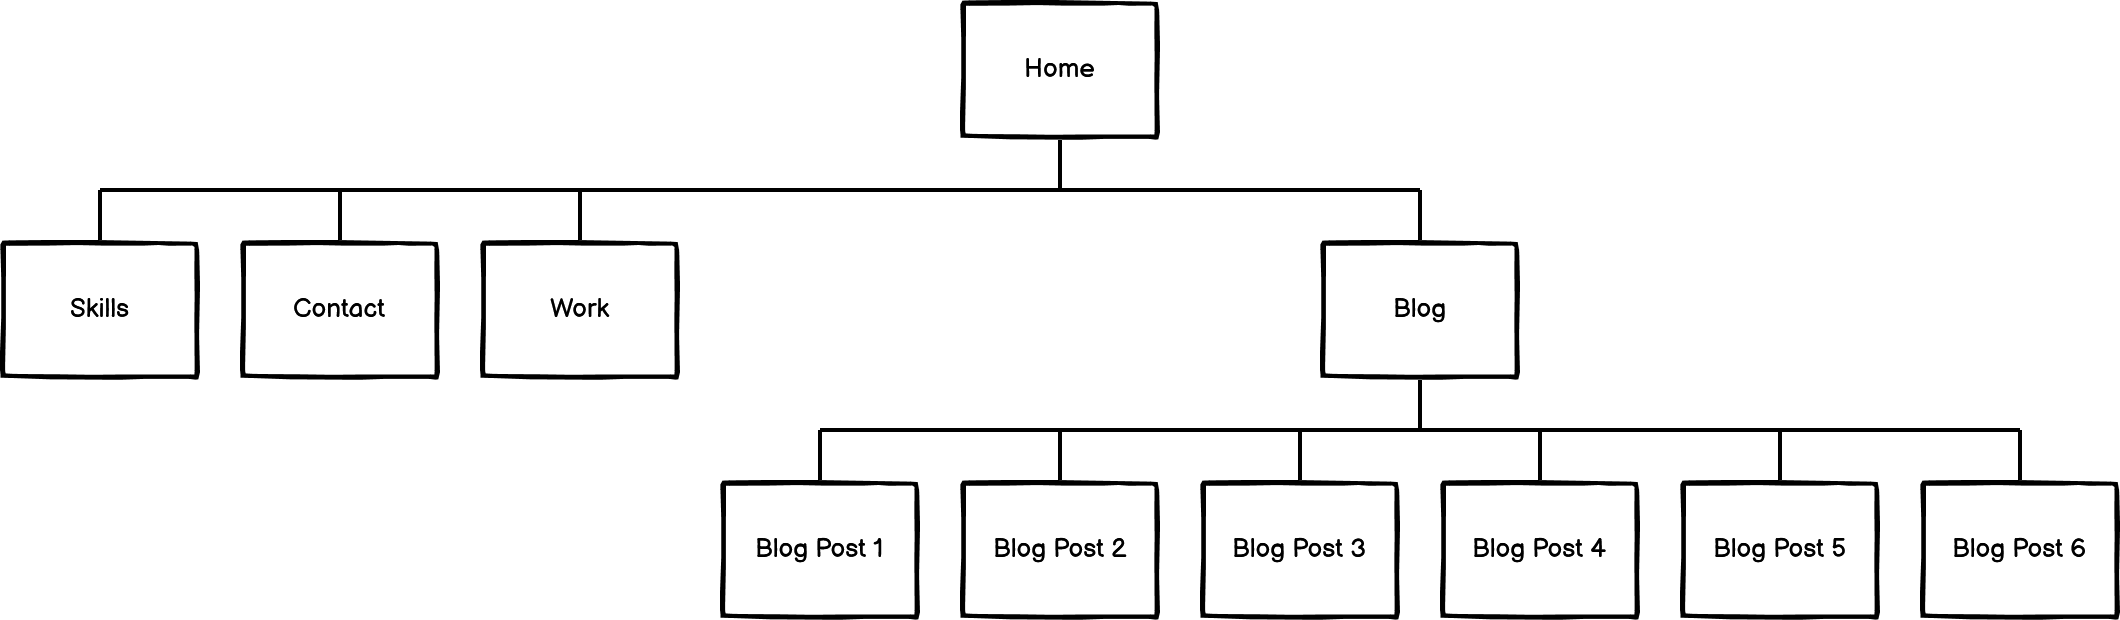 Home
Skills
Contact
Work
Blog
Blog Post 1
Blog Post 2
Blog Post 3
Blog Post 4
Blog Post 5
Blog Post 6